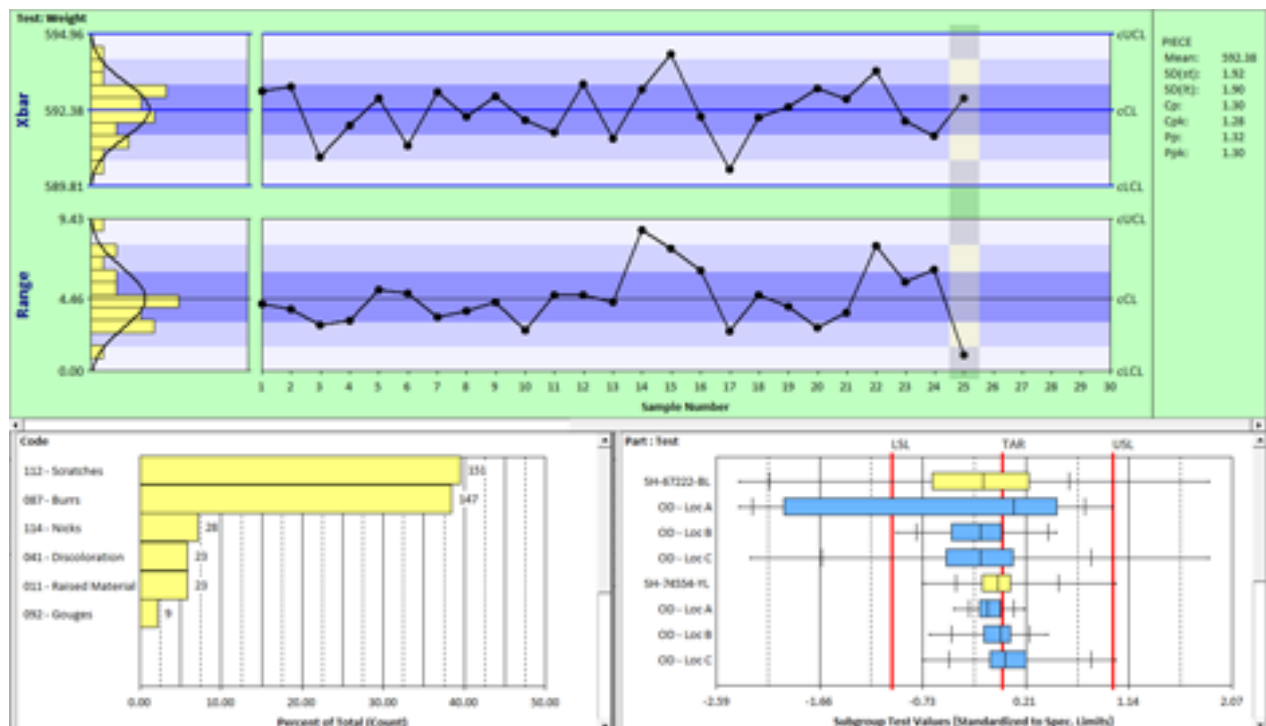 Test: Weight
594.96
592.38
589.81
Xbar
cUCL
cCL
cLCL
9.43
4.46
0.00
Range
cUCL
cCL
cLCL
1 2 3 4 5 6 7 8 9 10 11 12 13 14 15 16 17 18 19 20 21 22 23 24 25 26 27 28 29 30
Sample Number
PIECE
Mean: 592.38
SD(st): 1.92
SD(lt): 1.90
Cp: 1.30
Cpk: 1.28
Pp: 1.32
Ppk: 1.30
Code
112 - Scratches 151
087 - Burrs 147
114 - Nicks 28
041 - Discoloration 23
011 - Raised Material 23
092 - Gouges 9
0.00 10.00 20.00 30.00 40.00 50.00
Percent of Total (Count)
Part : Test
LSL TAR USL
SH-67222-BL
OD - Loc A
OD - Loc B
OD - Loc C
SH-74554-YL
OD - Loc A
OD - Loc B
OD - Loc C
-2.59 -1.66 -0.73 0.21 1.14 2.07
Subgroup Test Values [Standardized to Spec. Limits]